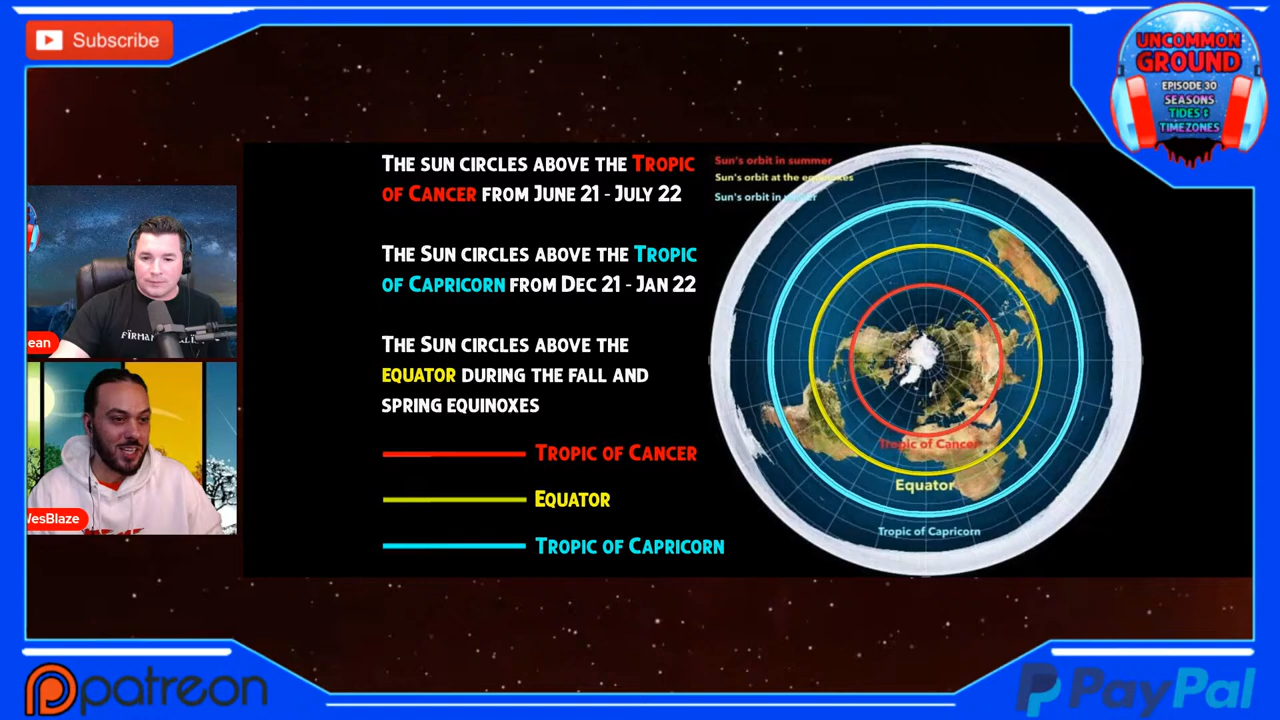 Subscribe
UNCOMMON
GROUND
EPISODE 30
SEASONS
TIDES &
TIMEZONES
THE SUN CIRCLES ABOVE THE TROPIC
OF CANCER FROM JUNE 21 - JULY 22
THE SUN CIRCLES ABOVE THE TROPIC
OF CAPRICORN FROM DEC 21 - JAN 22
THE SUN CIRCLES ABOVE THE
EQUATOR DURING THE FALL AND
SPRING EQUINOXES
TROPIC OF CANCER
EQUATOR
TROPIC OF CAPRICORN
Sun's orbit in summer
Sun's orbit at the equinoxes
Sun's orbit in winter
Tropic of Cancer
Equator
Tropic of Capricorn
ean
WesBlaze
patreon
PayPal